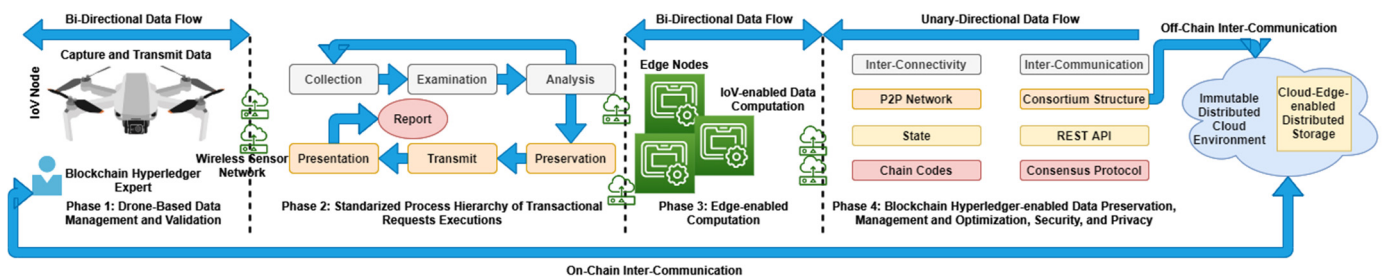 Bi-Directional Data Flow
Capture and Transmit Data
IoV Node
Blockchain Hyperledger
Expert
Phase 1: Drone-Based Data
Management and Validation
Wireless Sensor
Network
Collection
Examination
Analysis
Report
Presentation
Transmit
Preservation
Phase 2: Standarized Process Hierarchy of Transactional
Requests Executions
Bi-Directional Data Flow
Edge Nodes
IoV-enabled Data
Computation
Phase 3: Edge-enabled
Computation
Unary-Directional Data Flow
Inter-Connectivity
Inter-Communication
P2P Network
Consortium Structure
State
REST API
Chain Codes
Consensus Protocol
Phase 4: Blockchain Hyperledger-enabled Data Preservation,
Management and Optimization, Security, and Privacy
Off-Chain Inter-Communication
Immutable
Distributed
Cloud
Environment
Cloud-Edge-
enabled
Distributed
Storage
On-Chain Inter-Communication